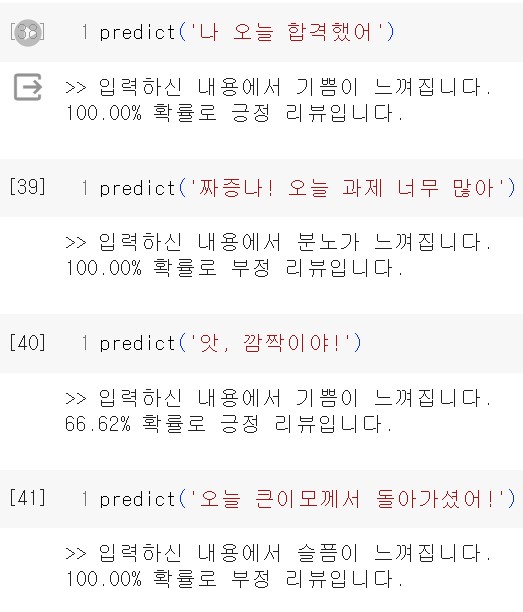 [38] 1 predict('나 오늘 합격했어')
>> 입력하신 내용에서 기쁨이 느껴집니다.
100.00% 확률로 긍정 리뷰입니다.
[39] 1 predict('짜증나! 오늘 과제 너무 많아')
>> 입력하신 내용에서 분노가 느껴집니다.
100.00% 확률로 부정 리뷰입니다.
[40] 1 predict('앗, 깜짝이야!')
>> 입력하신 내용에서 기쁨이 느껴집니다.
66.62% 확률로 긍정 리뷰입니다.
[41] 1 predict('오늘 큰이모께서 돌아가셨어!')
>> 입력하신 내용에서 슬픔이 느껴집니다.
100.00% 확률로 부정 리뷰입니다.